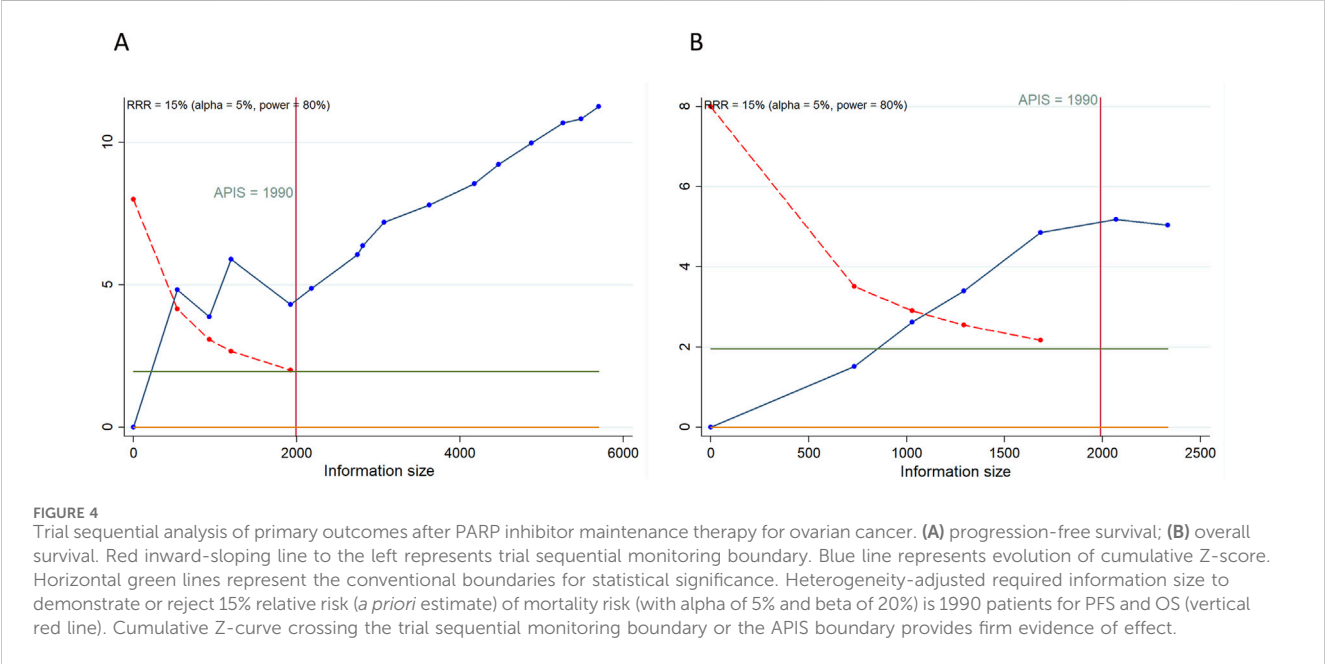 A
RRR = 15% (alpha = 5%, power = 80%)
10
5
0
APIS = 1990
0
2000
4000
6000
Information size
B
RRR = 15% (alpha = 5%, power = 80%)
APIS = 1990
8
6
4
2
0
0
500
1000
1500
2000
2500
Information size
FIGURE 4
Trial sequential analysis of primary outcomes after PARP inhibitor maintenance therapy for ovarian cancer. (A) progression-free survival; (B) overall
survival. Red inward-sloping line to the left represents trial sequential monitoring boundary. Blue line represents evolution of cumulative Z-score.
Horizontal green lines represent the conventional boundaries for statistical significance. Heterogeneity-adjusted required information size to
demonstrate or reject 15% relative risk (a priori estimate) of mortality risk (with alpha of 5% and beta of 20%) is 1990 patients for PFS and OS (vertical
red line). Cumulative Z-curve crossing the trial sequential monitoring boundary or the APIS boundary provides firm evidence of effect.